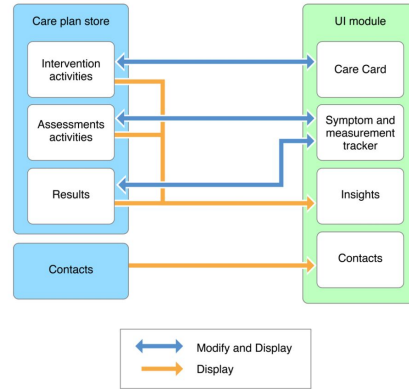 Care plan store
UI module
Intervention
activities
Care Card
Assessments
activities
Symptom and
measurement
tracker
Results
Insights
Contacts
Contacts
Modify and Display
Display